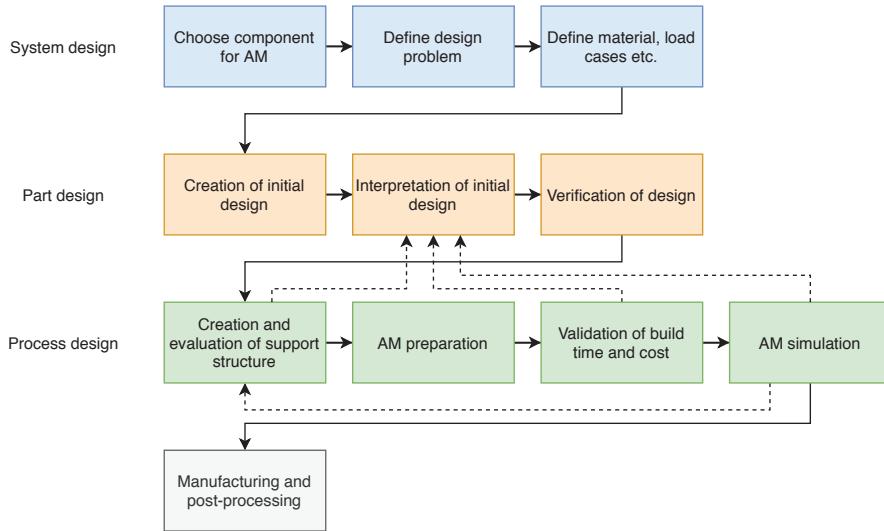 System design
Choose component
for AM
Define design
problem
Define material, load
cases etc.
Part design
Creation of initial
design
Interpretation of initial
design
Verification of design
Process design
Creation and
evaluation of support
structure
AM preparation
Validation of build
time and cost
AM simulation
Manufacturing and
post-processing